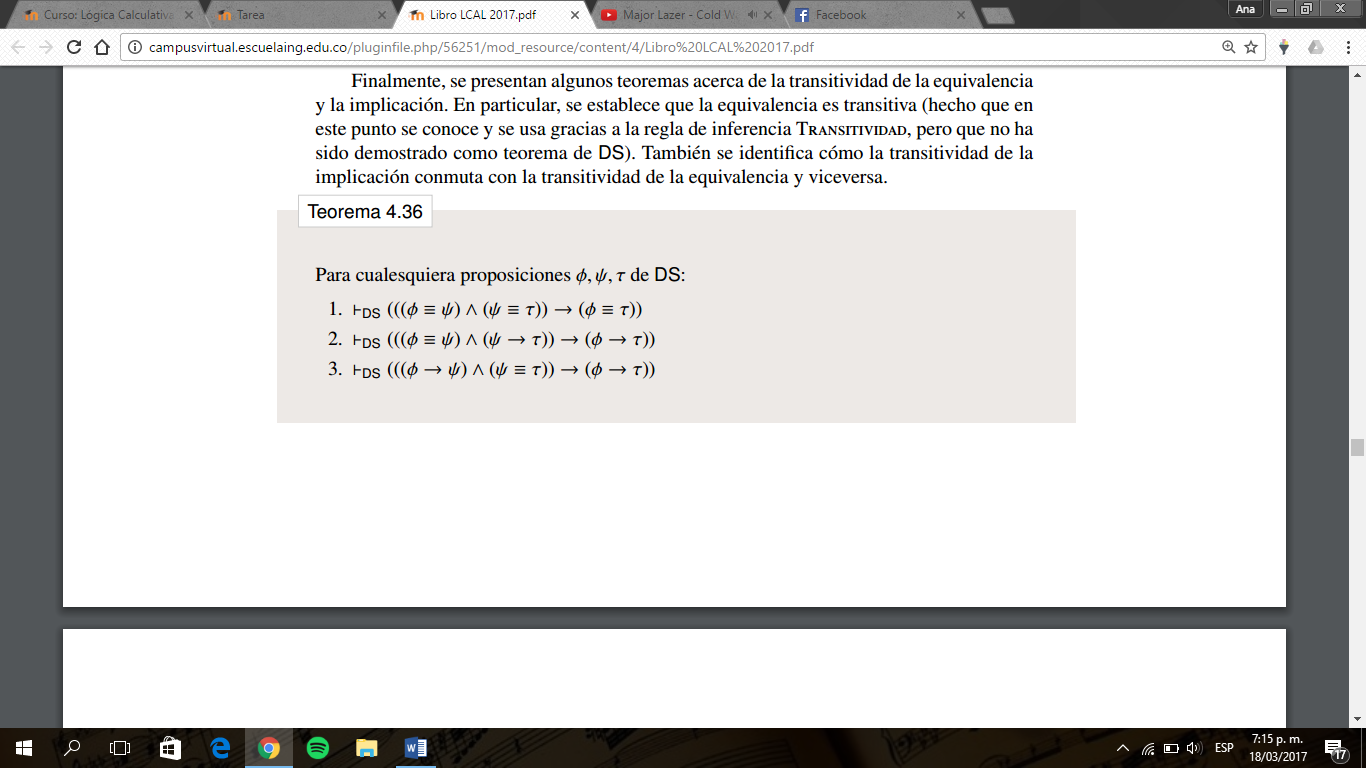 Curso: Lógica Calculativa
Tarea
Libro LCAL 2017.pdf
Major Lazer - Cold W
Facebook
Ana
campusvirtual.escuelaing.edu.co/pluginfile.php/56251/mod_resource/content/4/Libro%20LCAL%202017.pdf
Finalmente, se presentan algunos teoremas acerca de la transitividad de la equivalencia
y la implicación. En particular, se establece que la equivalencia es transitiva (hecho que en
este punto se conoce y se usa gracias a la regla de inferencia Transitividad, pero que no ha
sido demostrado como teorema de DS). También se identifica cómo la transitividad de la
implicación conmuta con la transitividad de la equivalencia y viceversa.
Teorema 4.36
Para cualesquiera proposiciones ϕ, ψ, τ de DS:
1. ⊢DS (((ϕ ≡ ψ) ∧ (ψ ≡ τ)) → (ϕ ≡ τ))
2. ⊢DS (((ϕ ≡ ψ) ∧ (ψ → τ)) → (ϕ → τ))
3. ⊢DS (((ϕ → ψ) ∧ (ψ ≡ τ)) → (ϕ → τ))
ESP
7:15 p. m.
18/03/2017
17